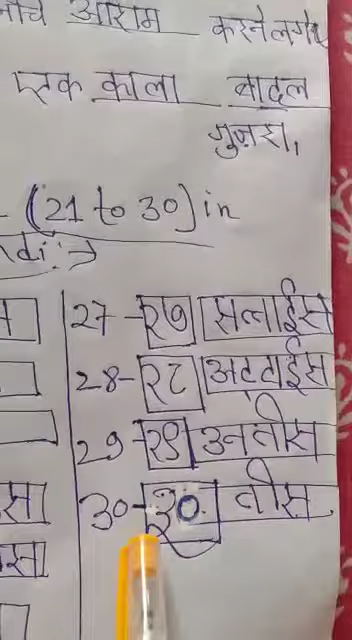 नीचे आराम करने लगे।
एक काला बादल
गुज़रा,
(21 to 30) in
27 - २७ सत्ताईस
28 - २८ अट्ठाईस
29 - २९ उनतीस
30 - ३० तीस